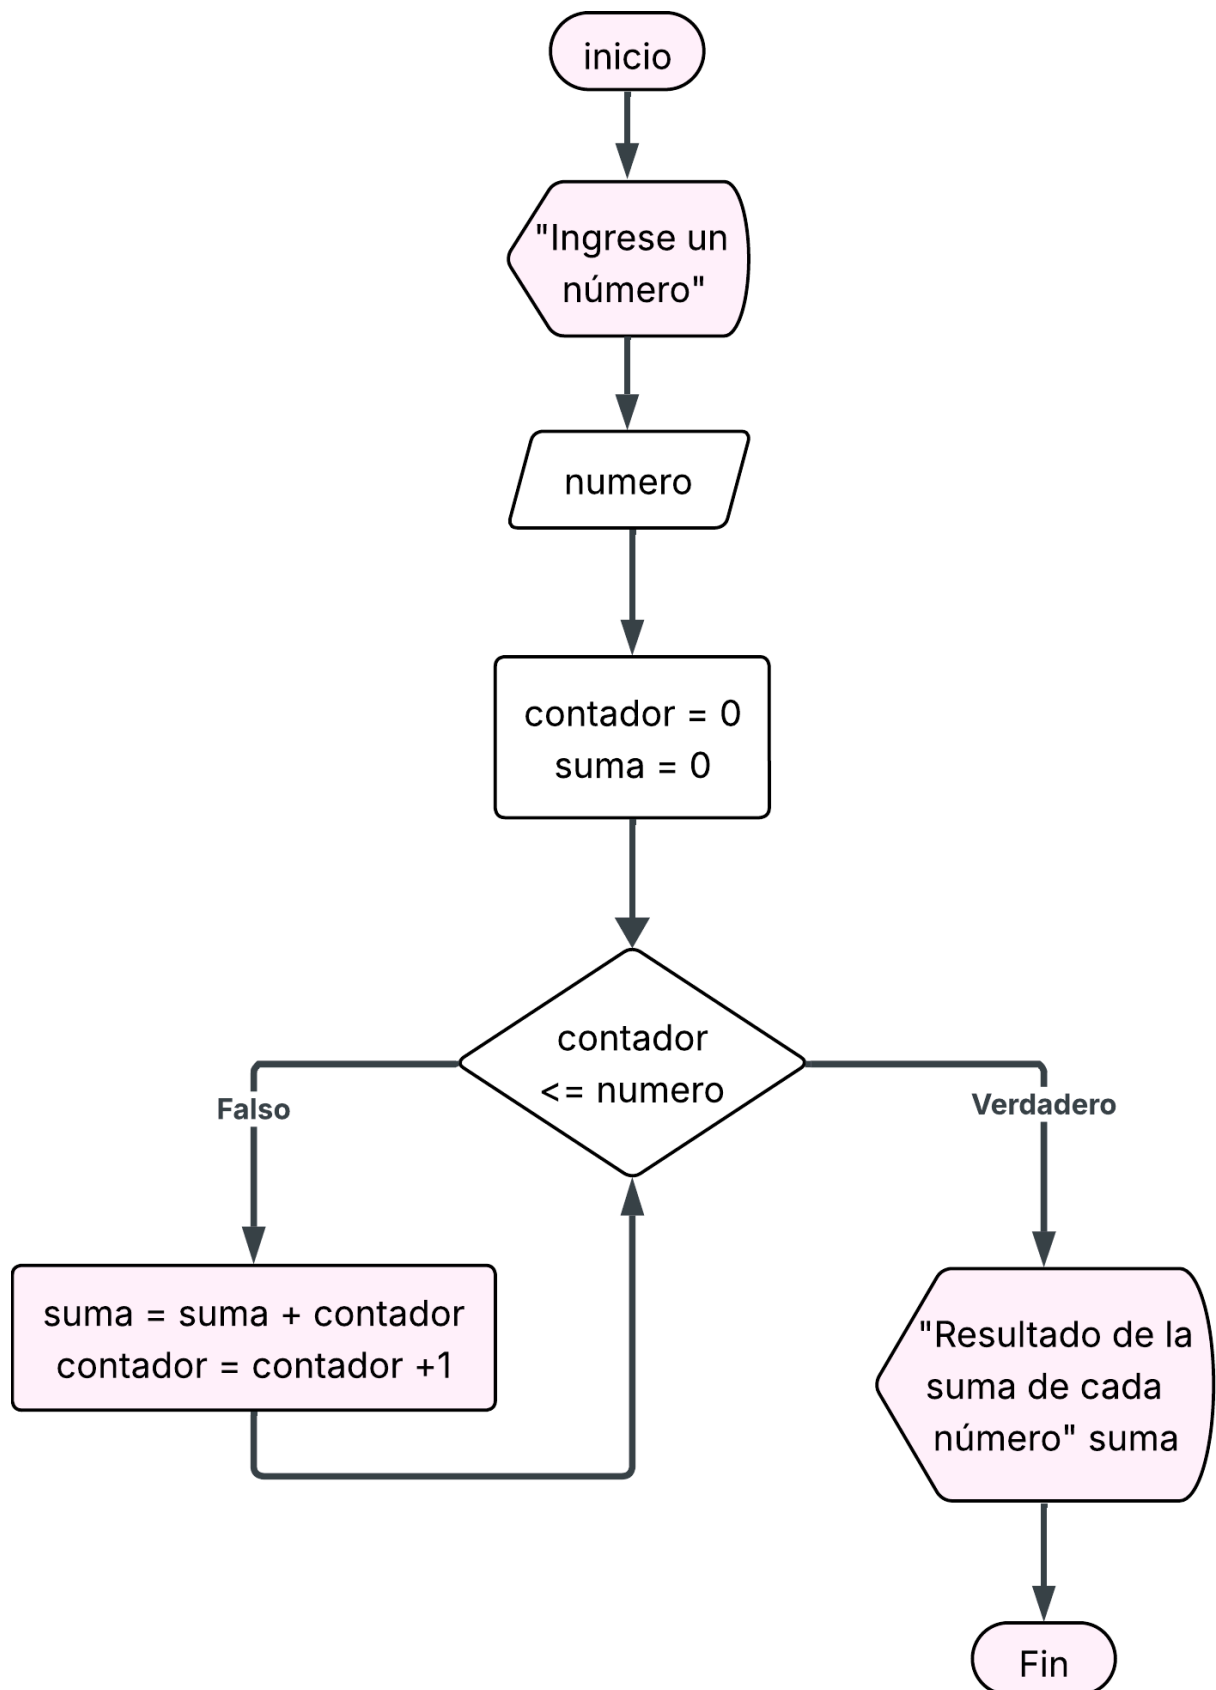 inicio
"Ingrese un
número"
numero
contador = 0
suma = 0
contador
<= numero
Falso
Verdadero
suma = suma + contador
contador = contador +1
"Resultado de la
suma de cada
número" suma
Fin